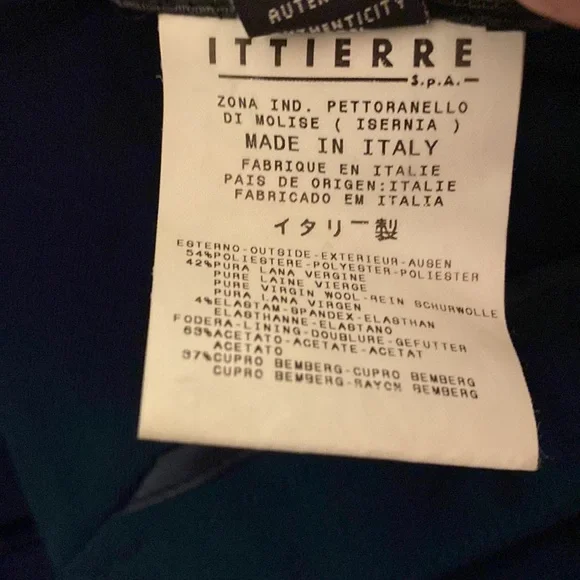 AUTHENTICITY
ITTIERRE
S.p.A.
ZONA IND. PETTORANELLO
DI MOLISE ( ISERNIA )
MADE IN ITALY
FABRIQUE EN ITALIE
PAIS DE ORIGEN:ITALIE
FABRICADO EM ITALIA
イタリー製
ESTERNO-OUTSIDE-EXTERIEUR-AUSEN
54%POLIESTERE-POLYESTER-POLIESTER
42%PURA LANA VERGINE
PURE LAINE VIERGE
PURE VIRGIN WOOL-REIN SCHURWOLLE
PURA LANA VIRGEN
4%ELASTAM-SPANDEX-ELASTHAN
ELASTHANNE-ELASTANO
FODERA-LINING-DOUBLURE-GEFUTTER
63%ACETATO-ACETATE-ACETAT
ACETATO
37%CUPRO BEMBERG-CUPRO BEMBERG
CUPRO BEMBERG-RAYON BEMBERG